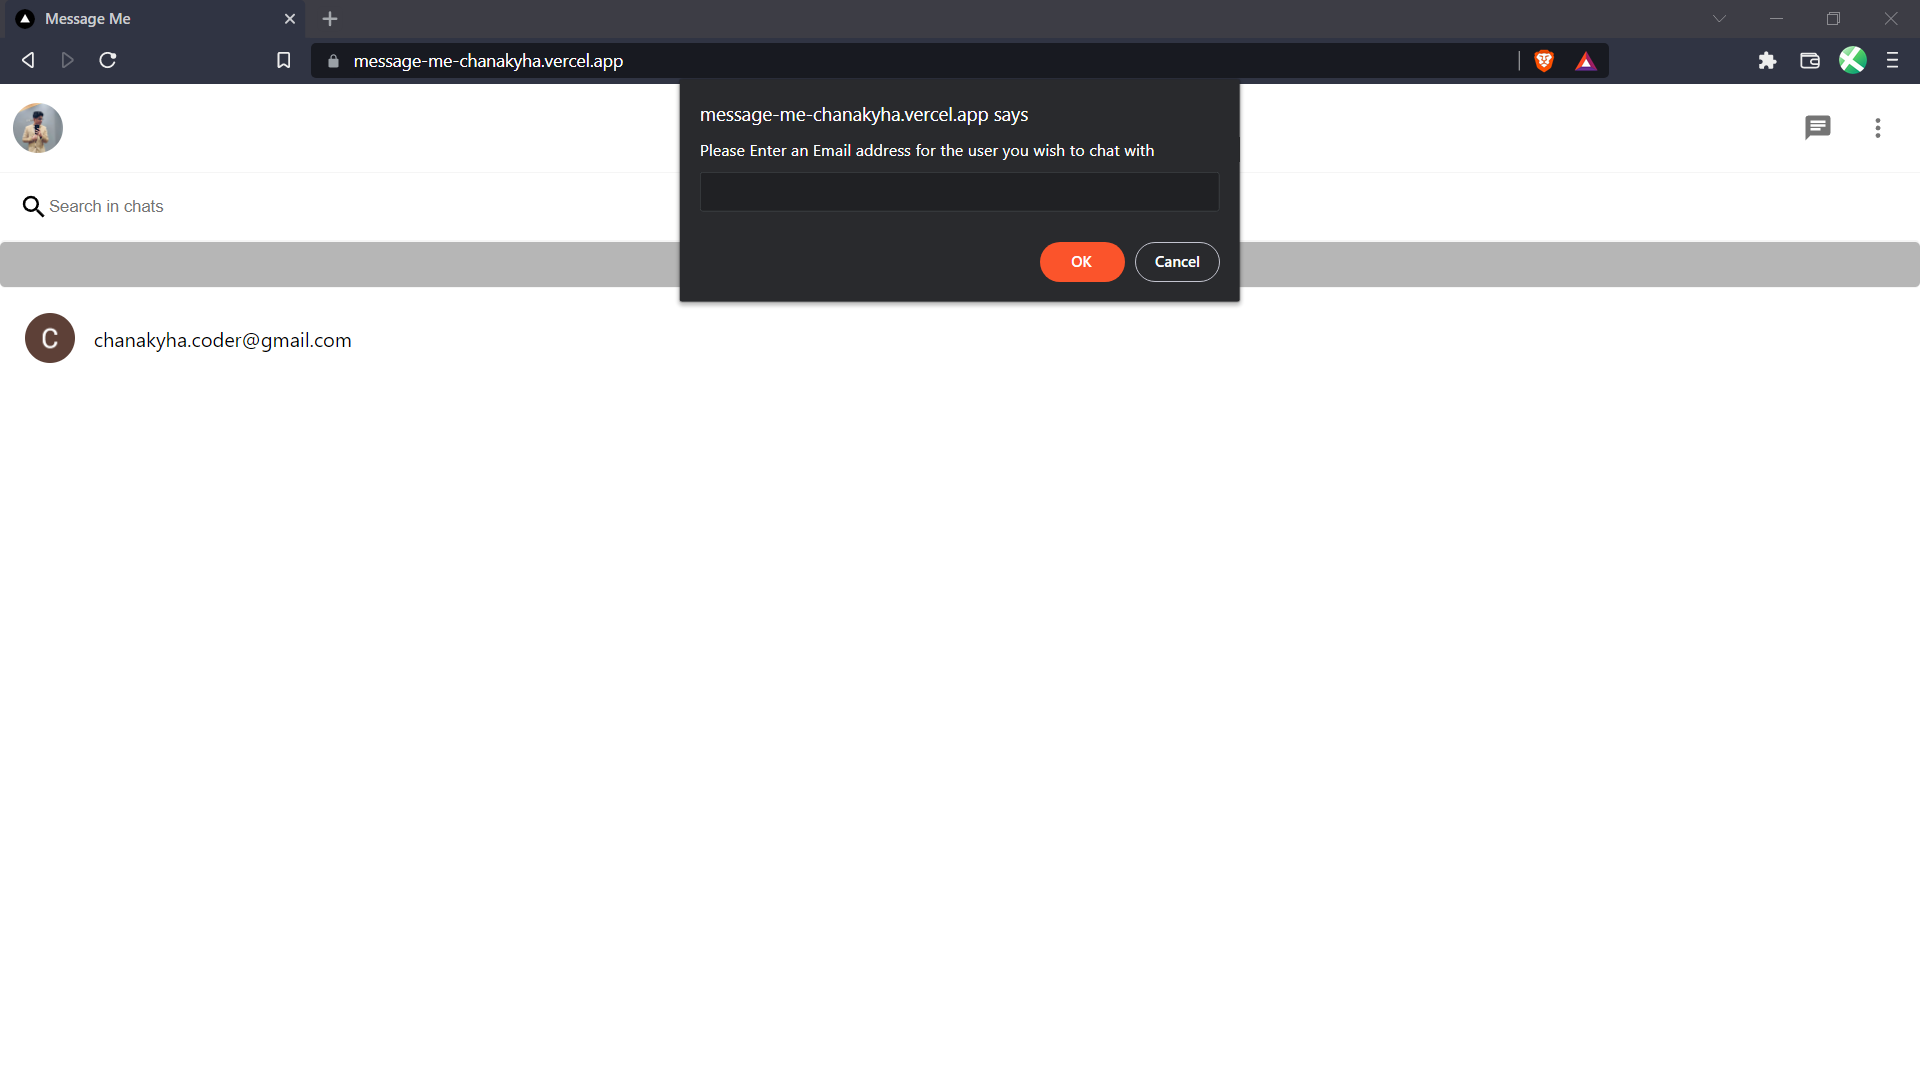 Message Me
message-me-chanakyha.vercel.app
message-me-chanakyha.vercel.app says
Please Enter an Email address for the user you wish to chat with
Search in chats
OK
Cancel
C
chanakyha.coder@gmail.com